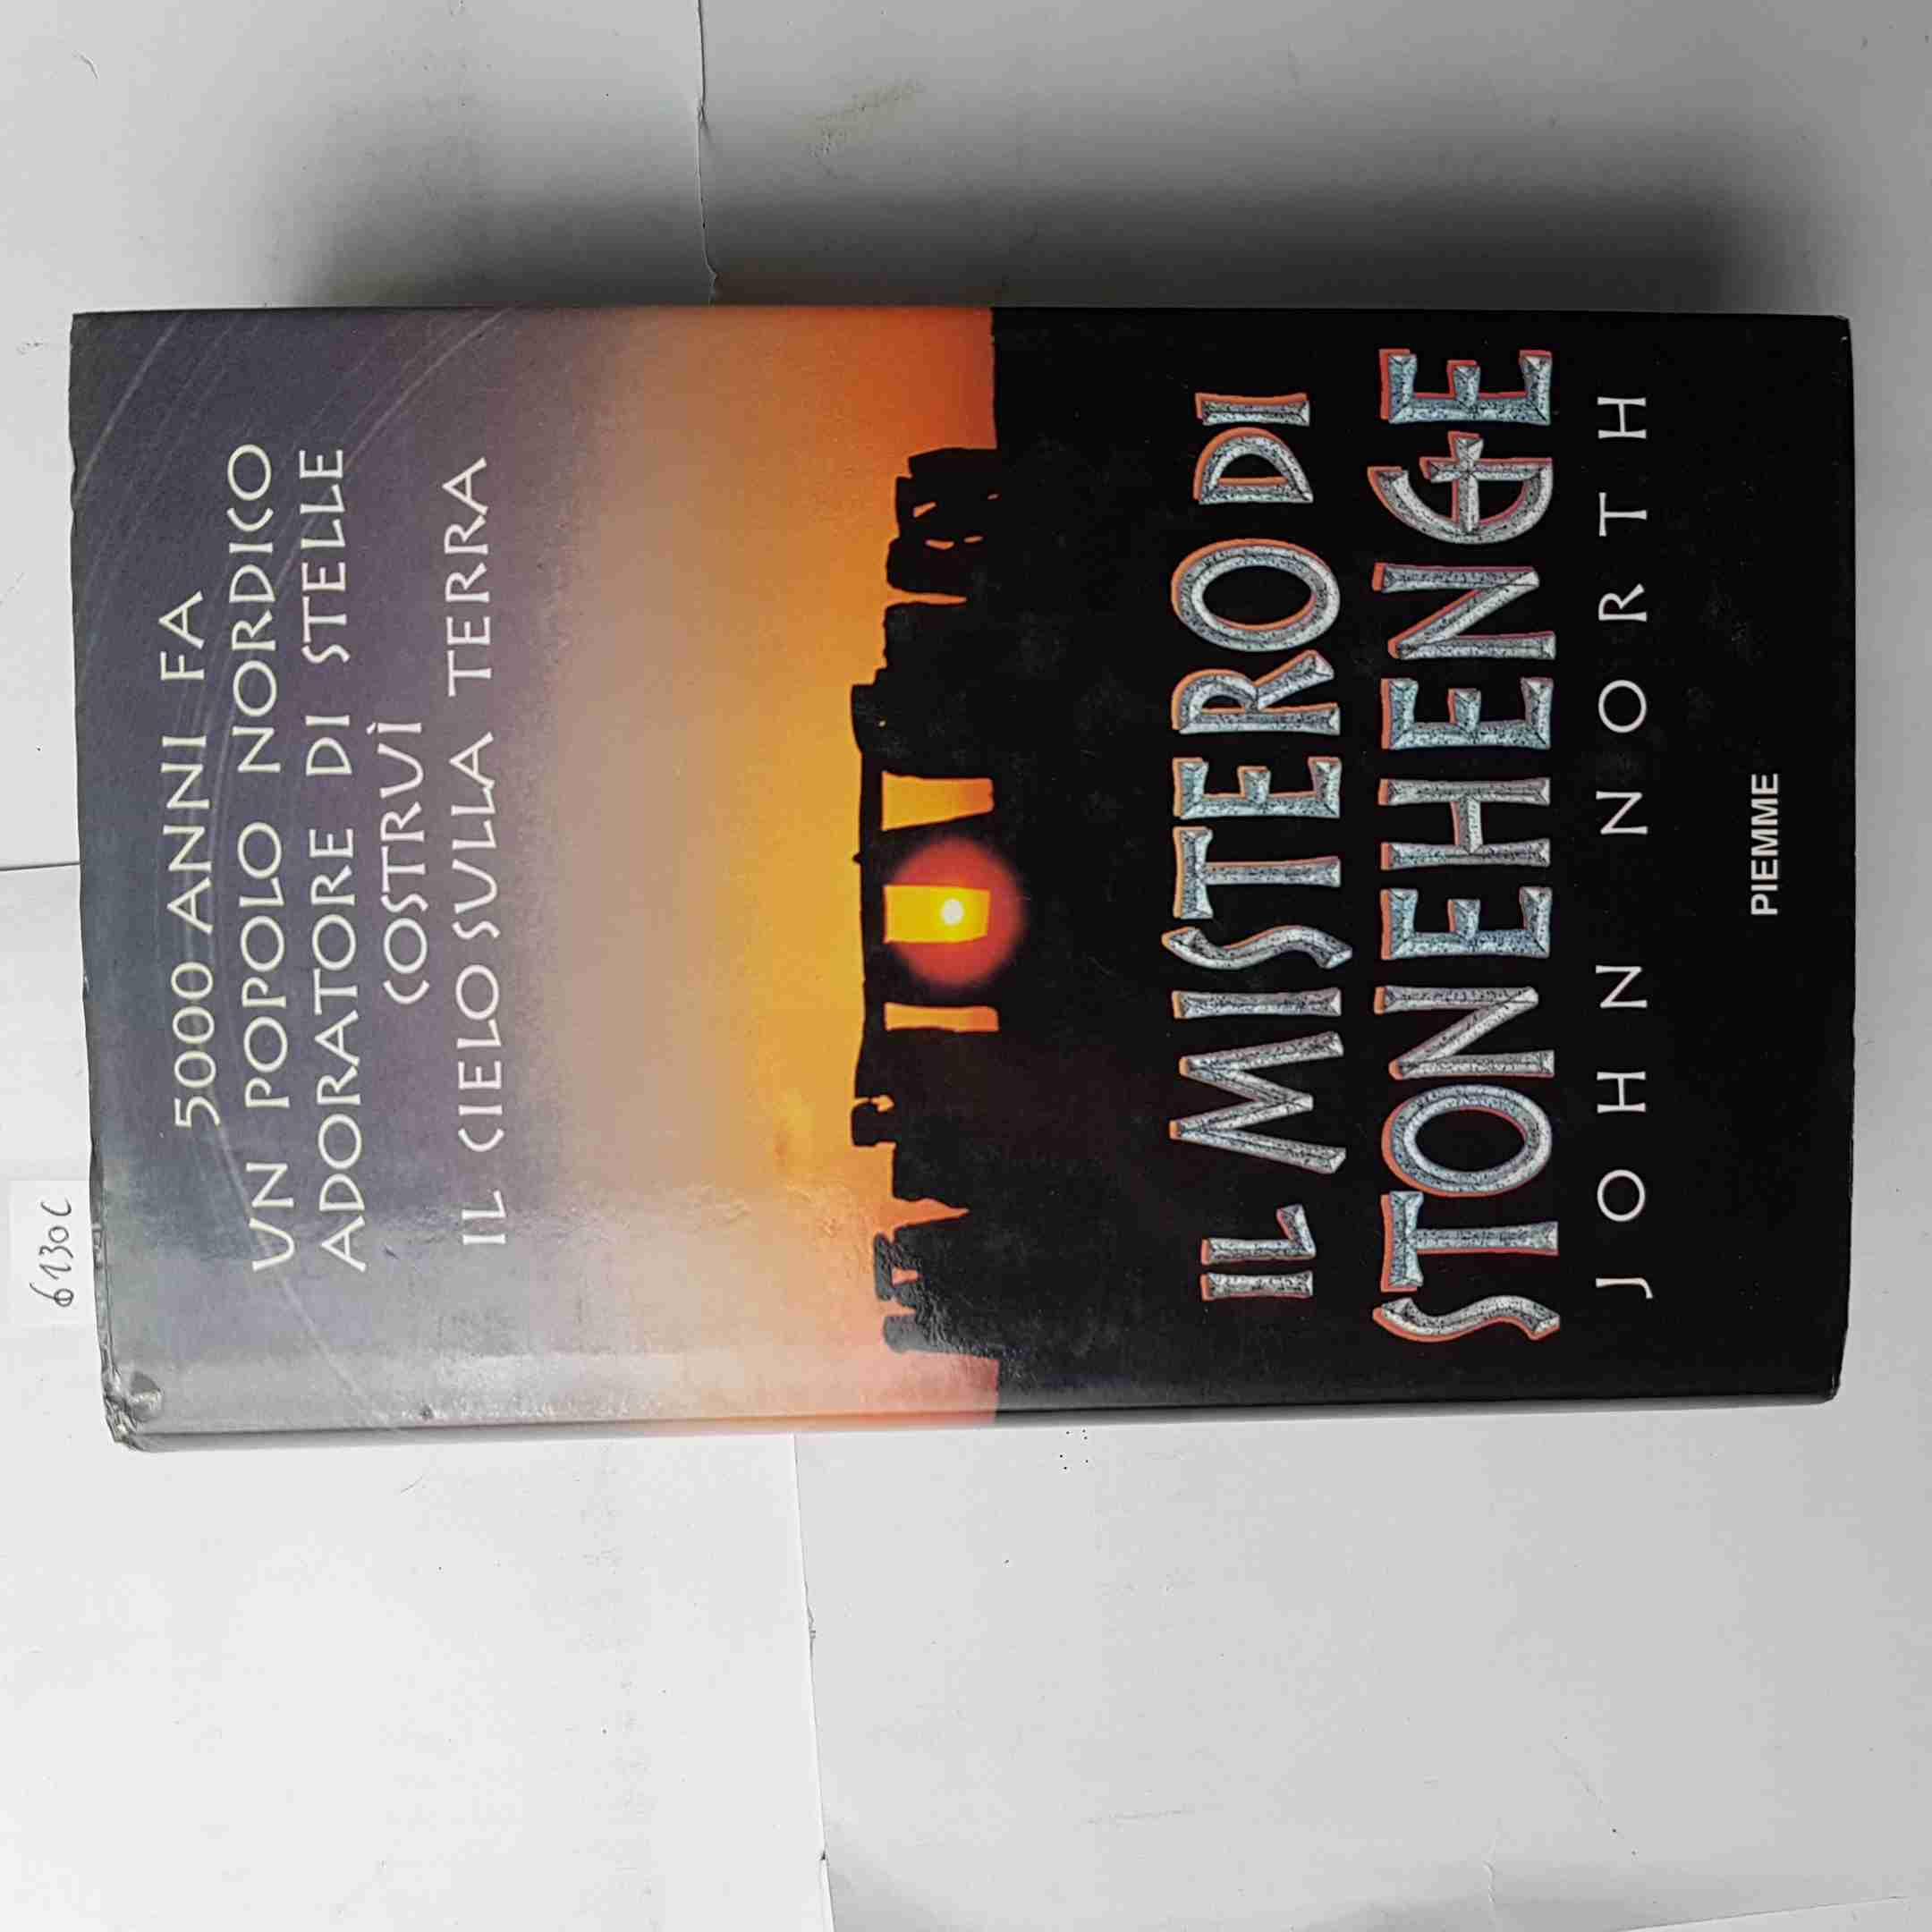 6130C
5000 ANNI FA
UN POPOLO NORDICO
ADORATORE DI STELLE
COSTRUÌ
IL CIELO SULLA TERRA
IL MISTERO DI
STONEHENGE
JOHN NORTH
PIEMME